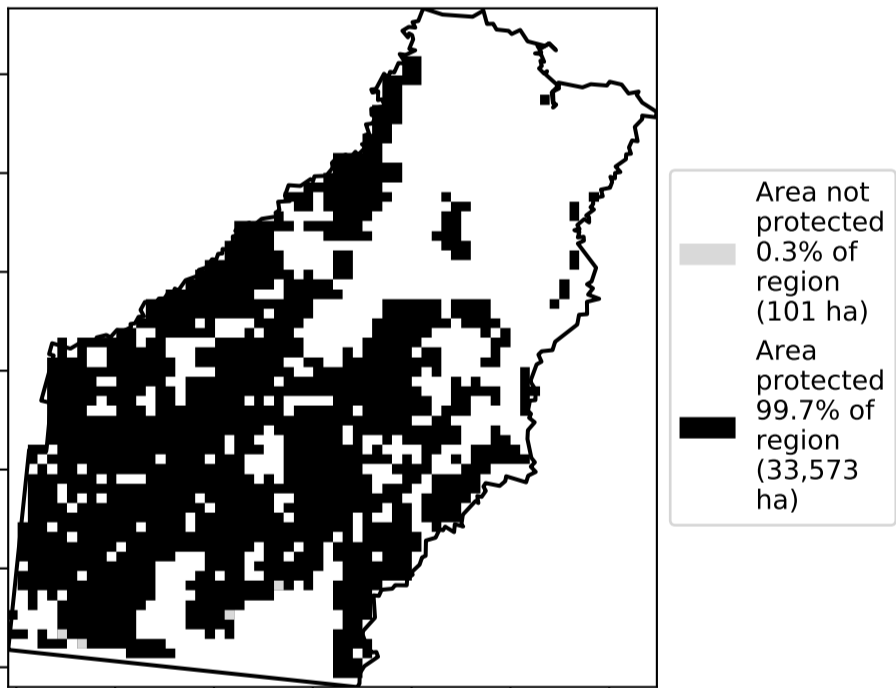 Area not
protected
0.3% of
region
(101 ha)
Area
protected
99.7% of
region
(33,573
ha)